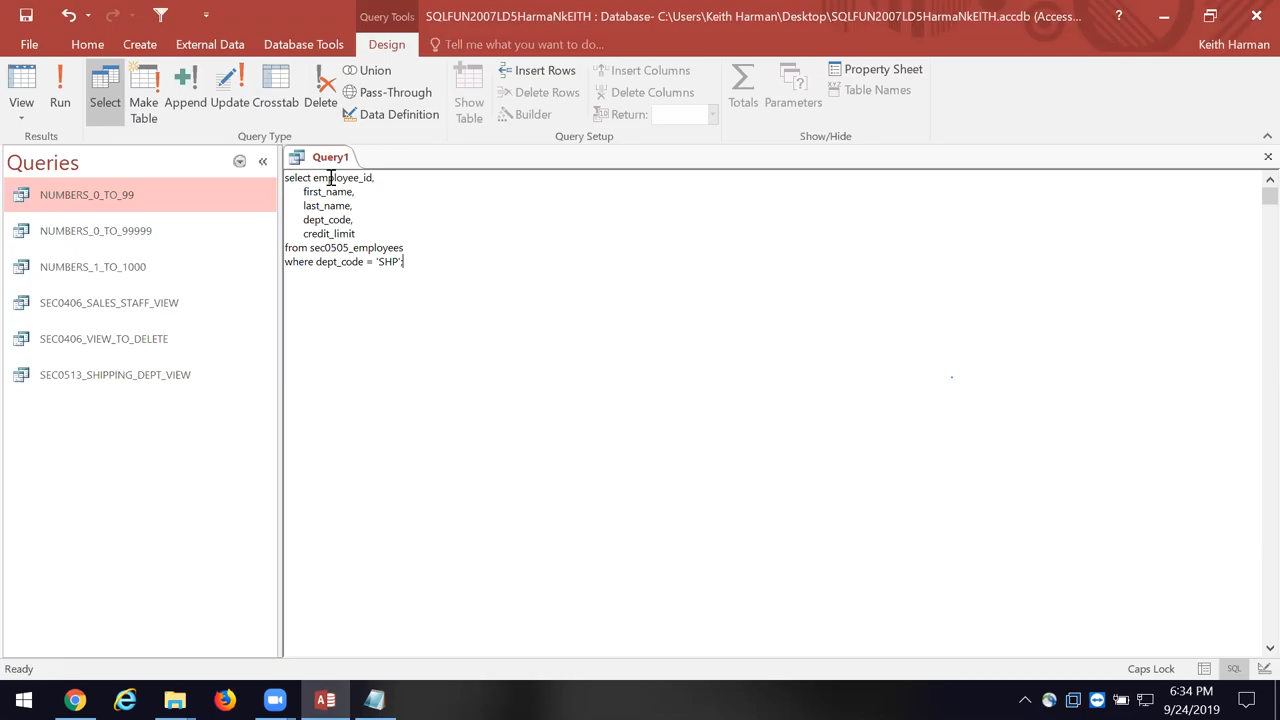 Query Tools
SQLFUN2007LD5HarmaNkEITH : Database- C:\Users\Keith Harman\Desktop\SQLFUN2007LD5HarmaNkEITH.accdb (Access...
?
File Home Create External Data Database Tools Design Tell me what you want to do... Keith Harman
View
Run
Select
Make Table
Append
Update
Crosstab
Delete
Union
Pass-Through
Data Definition
Show Table
Insert Rows
Delete Rows
Builder
Insert Columns
Delete Columns
Return:
Totals
Parameters
Property Sheet
Table Names
Results Query Type Query Setup Show/Hide
Queries
NUMBERS_0_TO_99
NUMBERS_0_TO_99999
NUMBERS_1_TO_1000
SEC0406_SALES_STAFF_VIEW
SEC0406_VIEW_TO_DELETE
SEC0513_SHIPPING_DEPT_VIEW
Query1
select employee_id,
first_name,
last_name,
dept_code,
credit_limit
from sec0505_employees
where dept_code = 'SHP';
Ready Caps Lock SQL
6:34 PM
9/24/2019